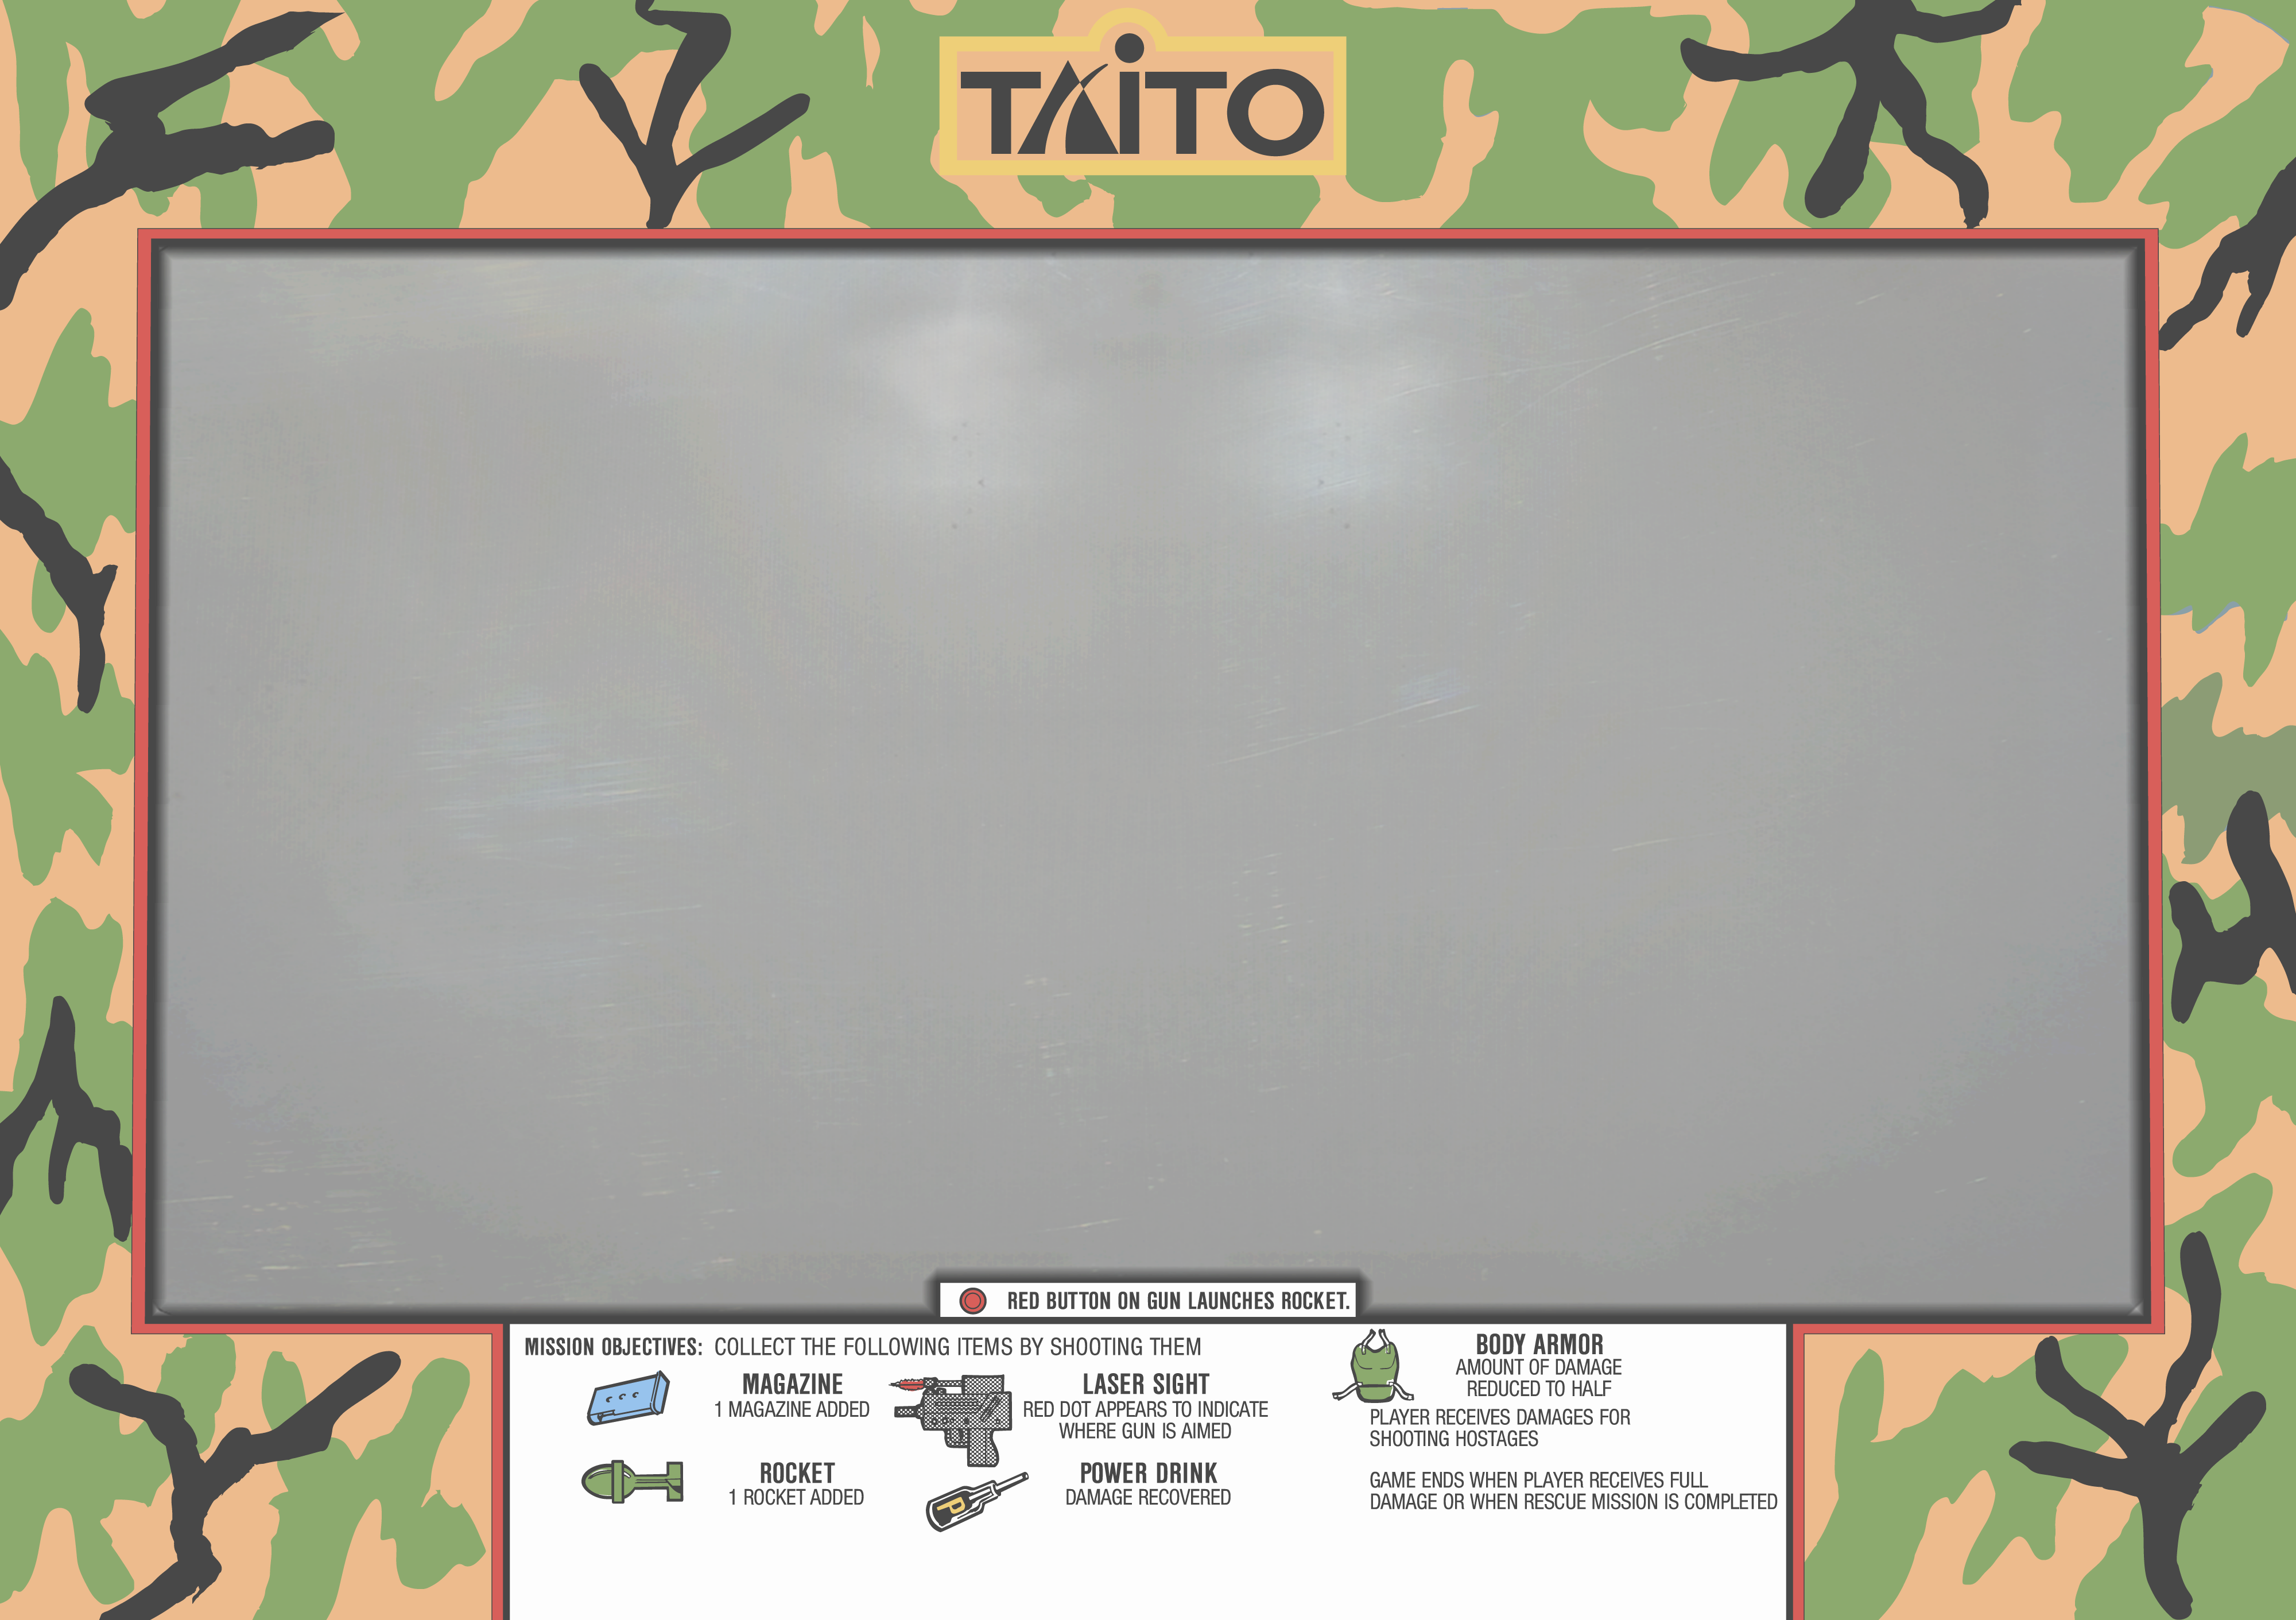 TAITO
RED BUTTON ON GUN LAUNCHES ROCKET.
MISSION OBJECTIVES: COLLECT THE FOLLOWING ITEMS BY SHOOTING THEM
MAGAZINE
1 MAGAZINE ADDED
LASER SIGHT
RED DOT APPEARS TO INDICATE
WHERE GUN IS AIMED
ROCKET
1 ROCKET ADDED
P
POWER DRINK
DAMAGE RECOVERED
BODY ARMOR
AMOUNT OF DAMAGE
REDUCED TO HALF
PLAYER RECEIVES DAMAGES FOR
SHOOTING HOSTAGES
GAME ENDS WHEN PLAYER RECEIVES FULL
DAMAGE OR WHEN RESCUE MISSION IS COMPLETED